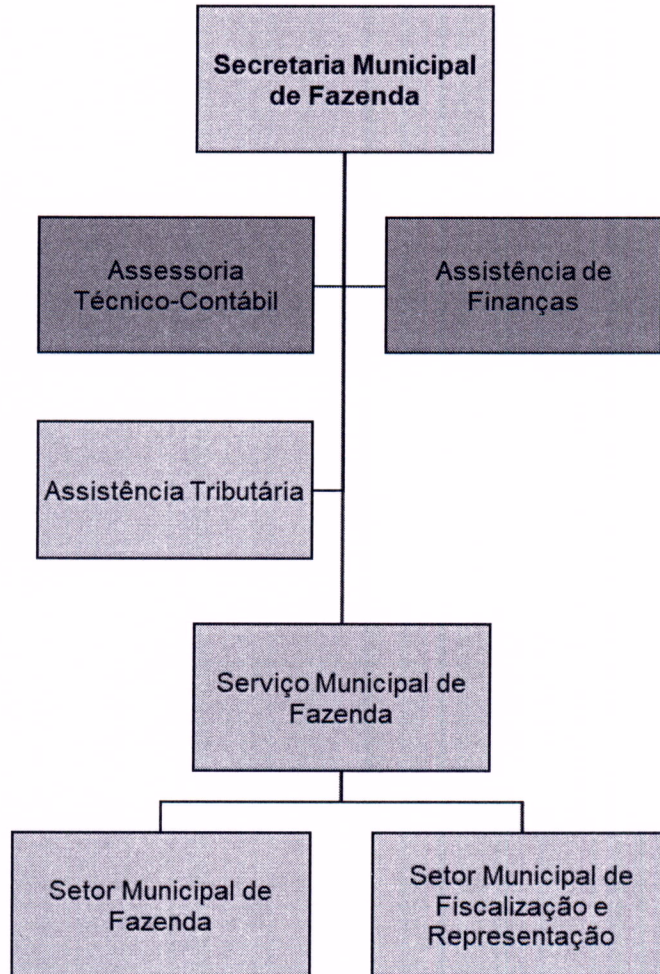 Secretaria Municipal
de Fazenda
Assessoria
Técnico-Contábil
Assistência de
Finanças
Assistência Tributária
Serviço Municipal de
Fazenda
Setor Municipal de
Fazenda
Setor Municipal de
Fiscalização e
Representação